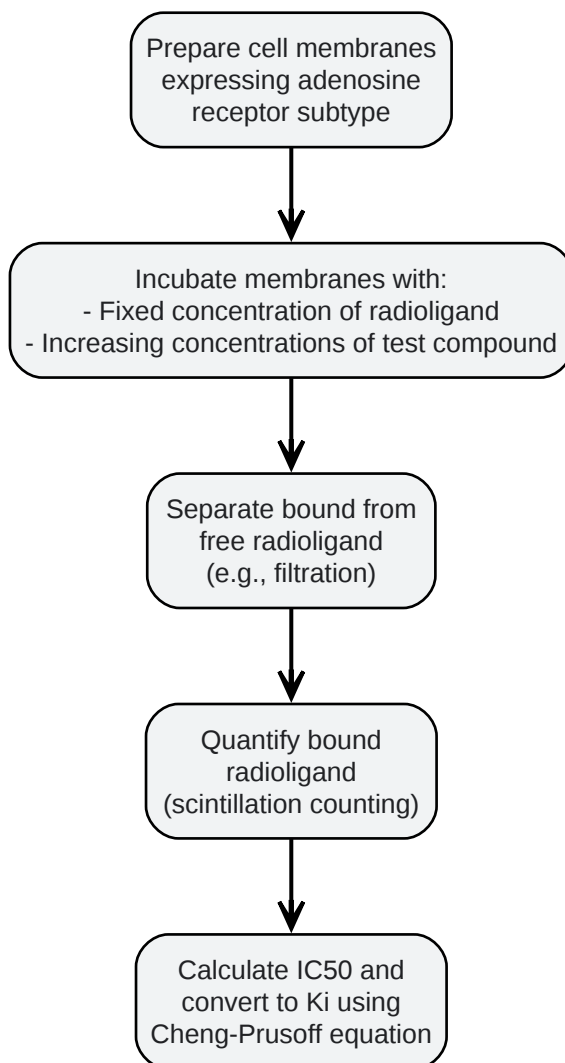 Prepare cell membranes
expressing adenosine
receptor subtype
Incubate membranes with:
- Fixed concentration of radioligand
- Increasing concentrations of test compound
Separate bound from
free radioligand
(e.g., filtration)
Quantify bound
radioligand
(scintillation counting)
Calculate IC50 and
convert to Ki using
Cheng-Prusoff equation